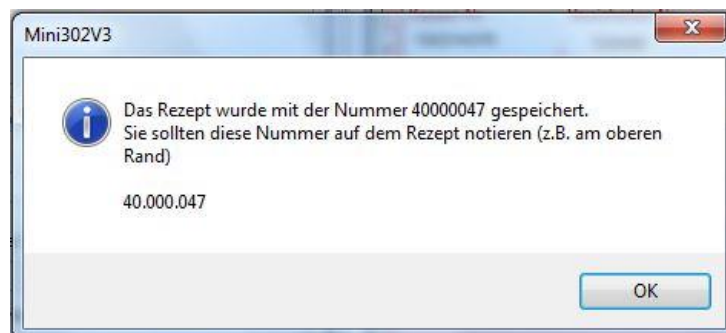 Mini302V3
Das Rezept wurde mit der Nummer 40000047 gespeichert.
Sie sollten diese Nummer auf dem Rezept notieren (z.B. am oberen
Rand)
40.000.047
OK